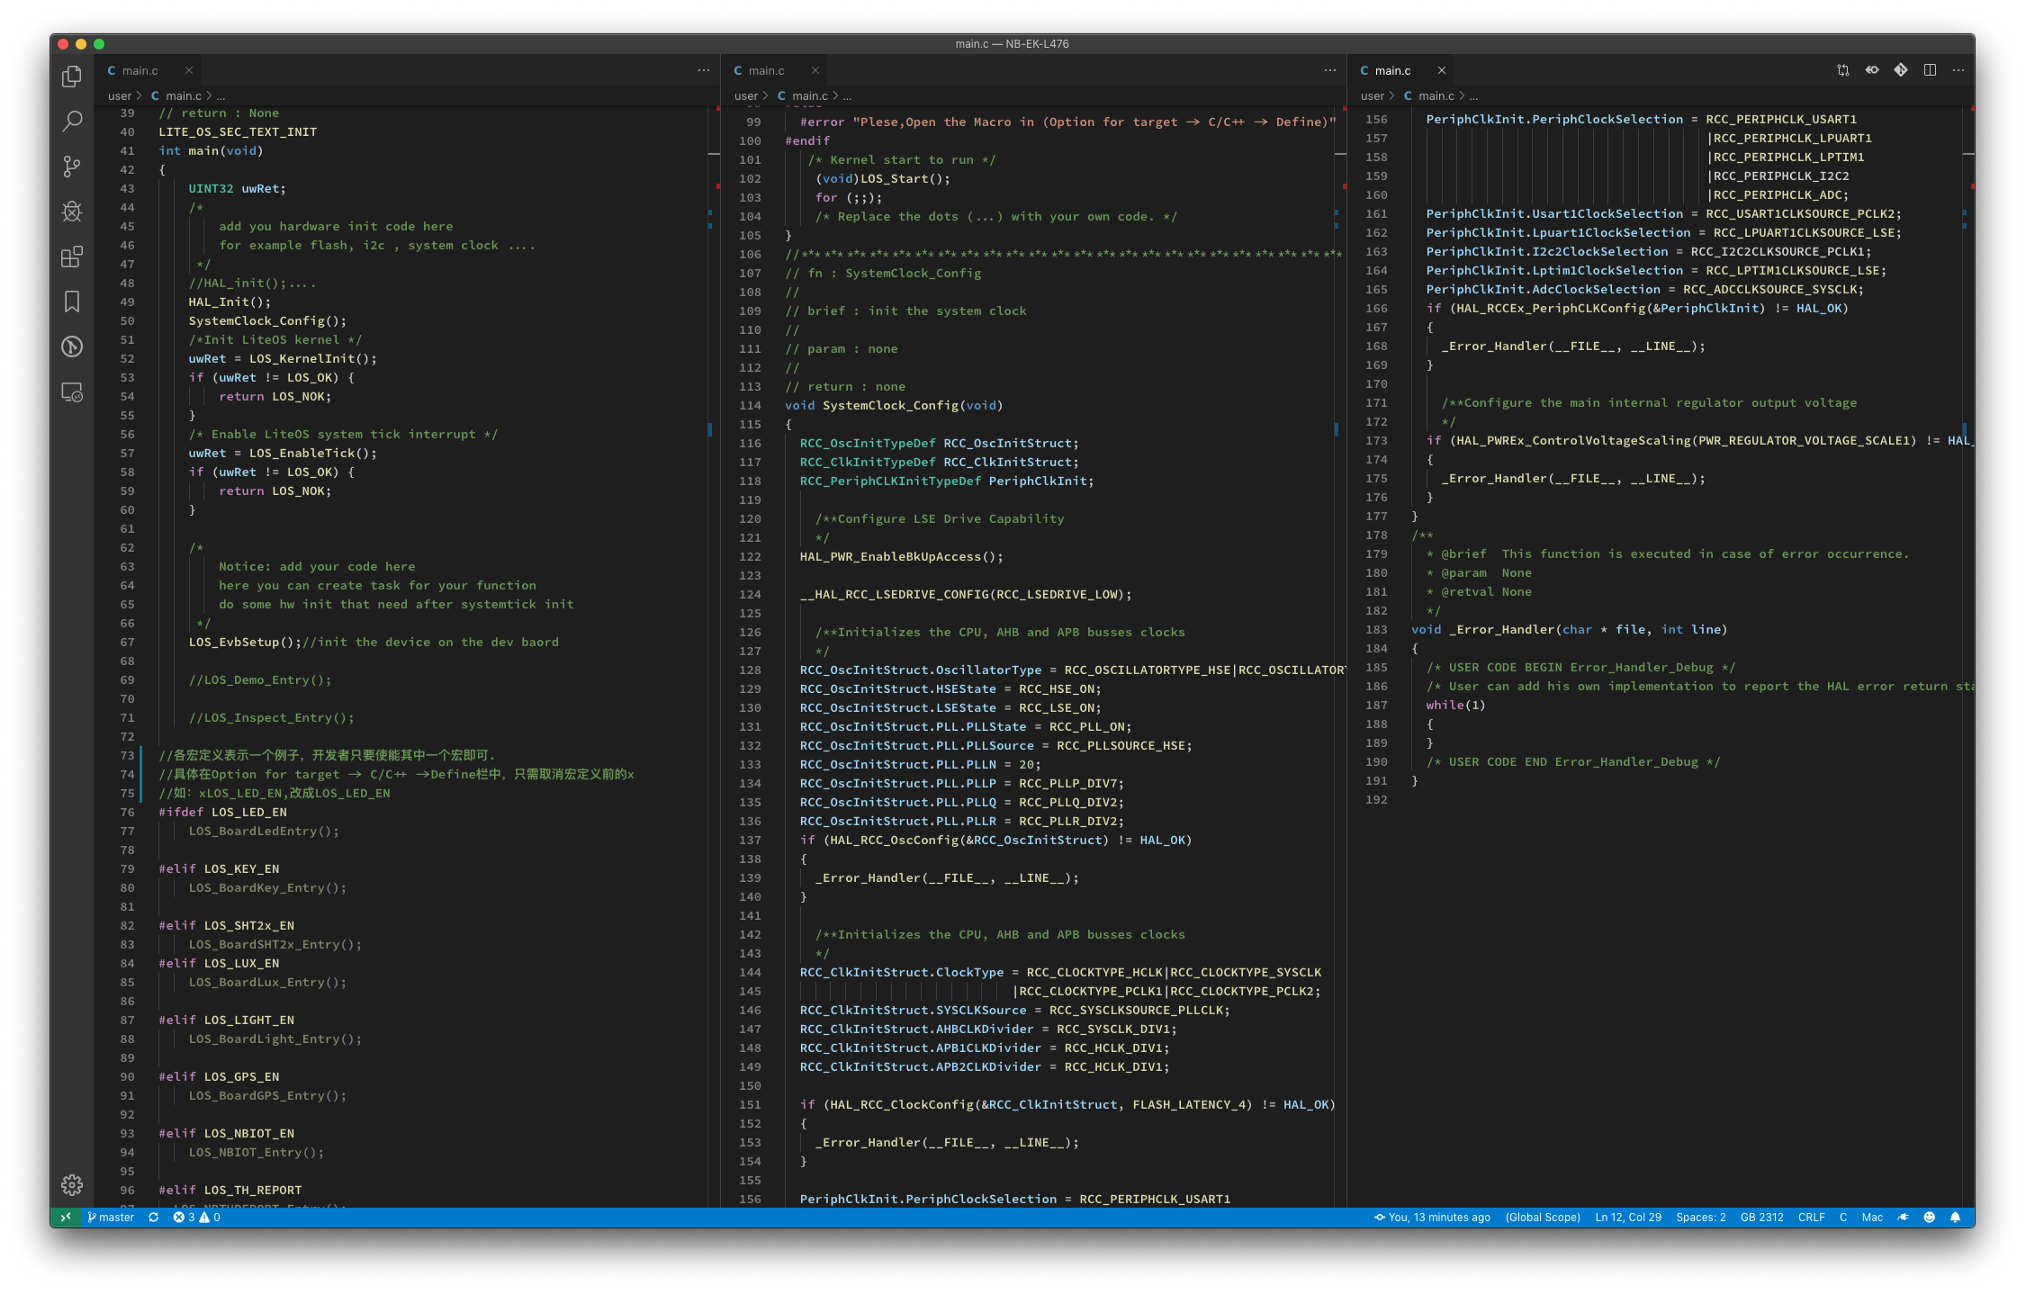 main.c — NB-EK-L476
main.c
user > C main.c > ...
39 // return : None
40 LITE_OS_SEC_TEXT_INIT
41 int main(void)
42 {
43 UINT32 uwRet;
44 /*
45 add you hardware init code here
46 for example flash, i2c , system clock ....
47 */
48 //HAL_init();....
49 HAL_Init();
50 SystemClock_Config();
51 /*Init LiteOS kernel */
52 uwRet = LOS_KernelInit();
53 if (uwRet != LOS_OK) {
54 return LOS_NOK;
55 }
56 /* Enable LiteOS system tick interrupt */
57 uwRet = LOS_EnableTick();
58 if (uwRet != LOS_OK) {
59 return LOS_NOK;
60 }
61
62 /*
63 Notice: add your code here
64 here you can create task for your function
65 do some hw init that need after systemtick init
66 */
67 LOS_EvbSetup();//init the device on the dev baord
68
69 //LOS_Demo_Entry();
70
71 //LOS_Inspect_Entry();
72
73 //各宏定义表示一个例子，开发者只要使能其中一个宏即可.
74 //具体在Option for target -> C/C++ ->Define栏中，只需取消宏定义前的x
75 //如：xLOS_LED_EN,改成LOS_LED_EN
76 #ifdef LOS_LED_EN
77 LOS_BoardLedEntry();
78
79 #elif LOS_KEY_EN
80 LOS_BoardKey_Entry();
81
82 #elif LOS_SHT2x_EN
83 LOS_BoardSHT2x_Entry();
84 #elif LOS_LUX_EN
85 LOS_BoardLux_Entry();
86
87 #elif LOS_LIGHT_EN
88 LOS_BoardLight_Entry();
89
90 #elif LOS_GPS_EN
91 LOS_BoardGPS_Entry();
92
93 #elif LOS_NBIOT_EN
94 LOS_NBIOT_Entry();
95
96 #elif LOS_TH_REPORT
C main.c
user > C main.c > ...
99 #error "Plese,Open the Macro in (Option for target -> C/C++ -> Define)"
100 #endif
101 /* Kernel start to run */
102 (void)LOS_Start();
103 for (;;);
104 /* Replace the dots (...) with your own code. */
105 }
106
107 // fn : SystemClock_Config
108 //
109 // brief : init the system clock
110 //
111 // param : none
112 //
113 // return : none
114 void SystemClock_Config(void)
115 {
116 RCC_OscInitTypeDef RCC_OscInitStruct;
117 RCC_ClkInitTypeDef RCC_ClkInitStruct;
118 RCC_PeriphCLKInitTypeDef PeriphClkInit;
119
120 /**Configure LSE Drive Capability
121 */
122 HAL_PWR_EnableBkUpAccess();
123
124 __HAL_RCC_LSEDRIVE_CONFIG(RCC_LSEDRIVE_LOW);
125
126 /**Initializes the CPU, AHB and APB busses clocks
127 */
128 RCC_OscInitStruct.OscillatorType = RCC_OSCILLATORTYPE_HSE|RCC_OSCILLATOR
129 RCC_OscInitStruct.HSEState = RCC_HSE_ON;
130 RCC_OscInitStruct.LSEState = RCC_LSE_ON;
131 RCC_OscInitStruct.PLL.PLLState = RCC_PLL_ON;
132 RCC_OscInitStruct.PLL.PLLSource = RCC_PLLSOURCE_HSE;
133 RCC_OscInitStruct.PLL.PLLN = 20;
134 RCC_OscInitStruct.PLL.PLLP = RCC_PLLP_DIV7;
135 RCC_OscInitStruct.PLL.PLLQ = RCC_PLLQ_DIV2;
136 RCC_OscInitStruct.PLL.PLLR = RCC_PLLR_DIV2;
137 if (HAL_RCC_OscConfig(&RCC_OscInitStruct) != HAL_OK)
138 {
139 _Error_Handler(__FILE__, __LINE__);
140 }
141
142 /**Initializes the CPU, AHB and APB busses clocks
143 */
144 RCC_ClkInitStruct.ClockType = RCC_CLOCKTYPE_HCLK|RCC_CLOCKTYPE_SYSCLK
145 |RCC_CLOCKTYPE_PCLK1|RCC_CLOCKTYPE_PCLK2;
146 RCC_ClkInitStruct.SYSCLKSource = RCC_SYSCLKSOURCE_PLLCLK;
147 RCC_ClkInitStruct.AHBCLKDivider = RCC_SYSCLK_DIV1;
148 RCC_ClkInitStruct.APB1CLKDivider = RCC_HCLK_DIV1;
149 RCC_ClkInitStruct.APB2CLKDivider = RCC_HCLK_DIV1;
150
151 if (HAL_RCC_ClockConfig(&RCC_ClkInitStruct, FLASH_LATENCY_4) != HAL_OK)
152 {
153 _Error_Handler(__FILE__, __LINE__);
154 }
155
156 PeriphClkInit.PeriphClockSelection = RCC_PERIPHCLK_USART1
C main.c
user > C main.c > ...
156 PeriphClkInit.PeriphClockSelection = RCC_PERIPHCLK_USART1
157 |RCC_PERIPHCLK_LPUART1
158 |RCC_PERIPHCLK_LPTIM1
159 |RCC_PERIPHCLK_I2C2
160 |RCC_PERIPHCLK_ADC;
161 PeriphClkInit.Usart1ClockSelection = RCC_USART1CLKSOURCE_PCLK2;
162 PeriphClkInit.Lpuart1ClockSelection = RCC_LPUART1CLKSOURCE_LSE;
163 PeriphClkInit.I2c2ClockSelection = RCC_I2C2CLKSOURCE_PCLK1;
164 PeriphClkInit.Lptim1ClockSelection = RCC_LPTIM1CLKSOURCE_LSE;
165 PeriphClkInit.AdcClockSelection = RCC_ADCCLKSOURCE_SYSCLK;
166 if (HAL_RCCEx_PeriphCLKConfig(&PeriphClkInit) != HAL_OK)
167 {
168 _Error_Handler(__FILE__, __LINE__);
169 }
170
171 /**Configure the main internal regulator output voltage
172 */
173 if (HAL_PWREx_ControlVoltageScaling(PWR_REGULATOR_VOLTAGE_SCALE1) != HAL_
174 {
175 _Error_Handler(__FILE__, __LINE__);
176 }
177 }
178 /**
179 * @brief This function is executed in case of error occurrence.
180 * @param None
181 * @retval None
182 */
183 void _Error_Handler(char * file, int line)
184 {
185 /* USER CODE BEGIN Error_Handler_Debug */
186 /* User can add his own implementation to report the HAL error return sta
187 while(1)
188 {
189 }
190 /* USER CODE END Error_Handler_Debug */
191 }
192
master 3 0 You, 13 minutes ago (Global Scope) Ln 12, Col 29 Spaces: 2 GB 2312 CRLF C Mac